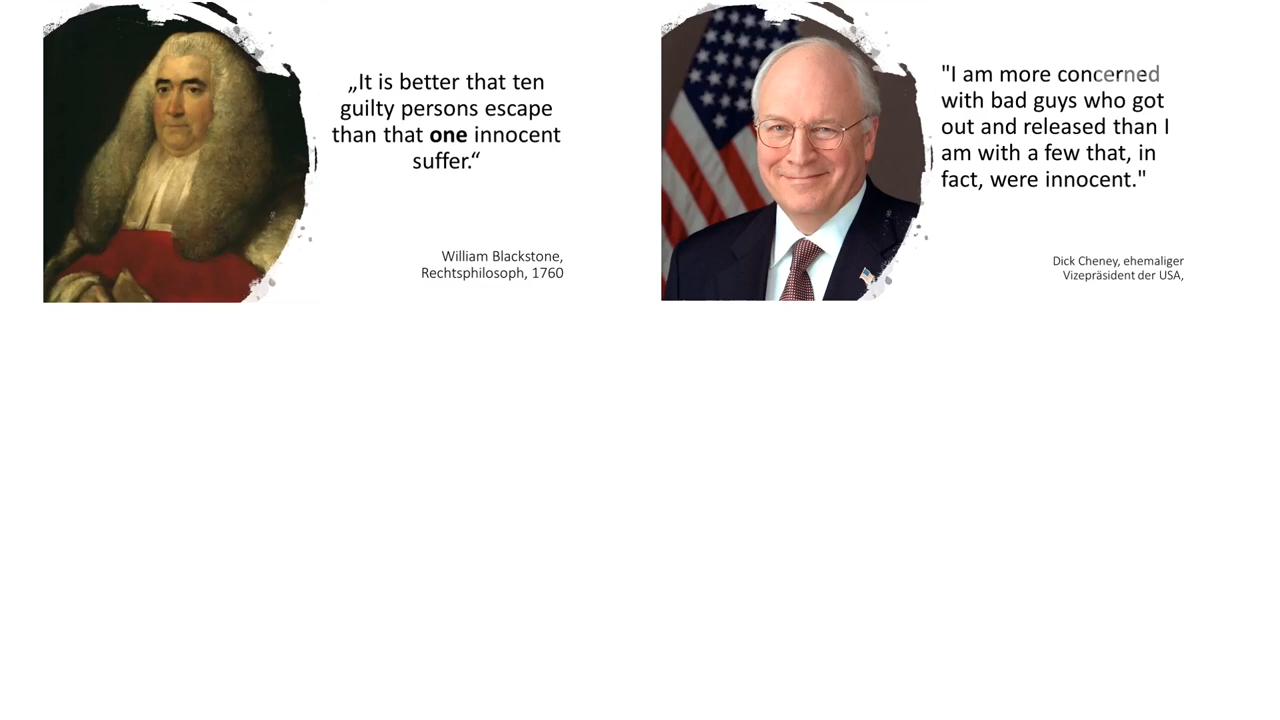 „It is better that ten
guilty persons escape
than that one innocent
suffer.“
William Blackstone,
Rechtsphilosoph, 1760
"I am more concerned
with bad guys who got
out and released than I
am with a few that, in
fact, were innocent."
Dick Cheney, ehemaliger
Vizepräsident der USA,